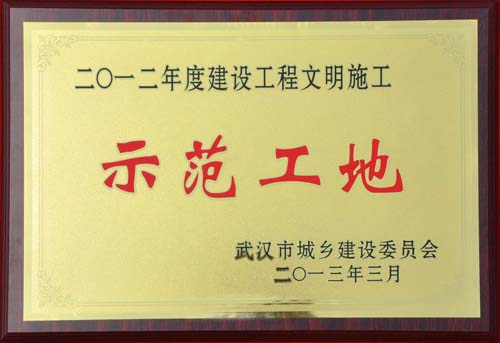 二〇一二年度建设工程文明施工
示范工地
武汉市城乡建设委员会
二〇一三年三月